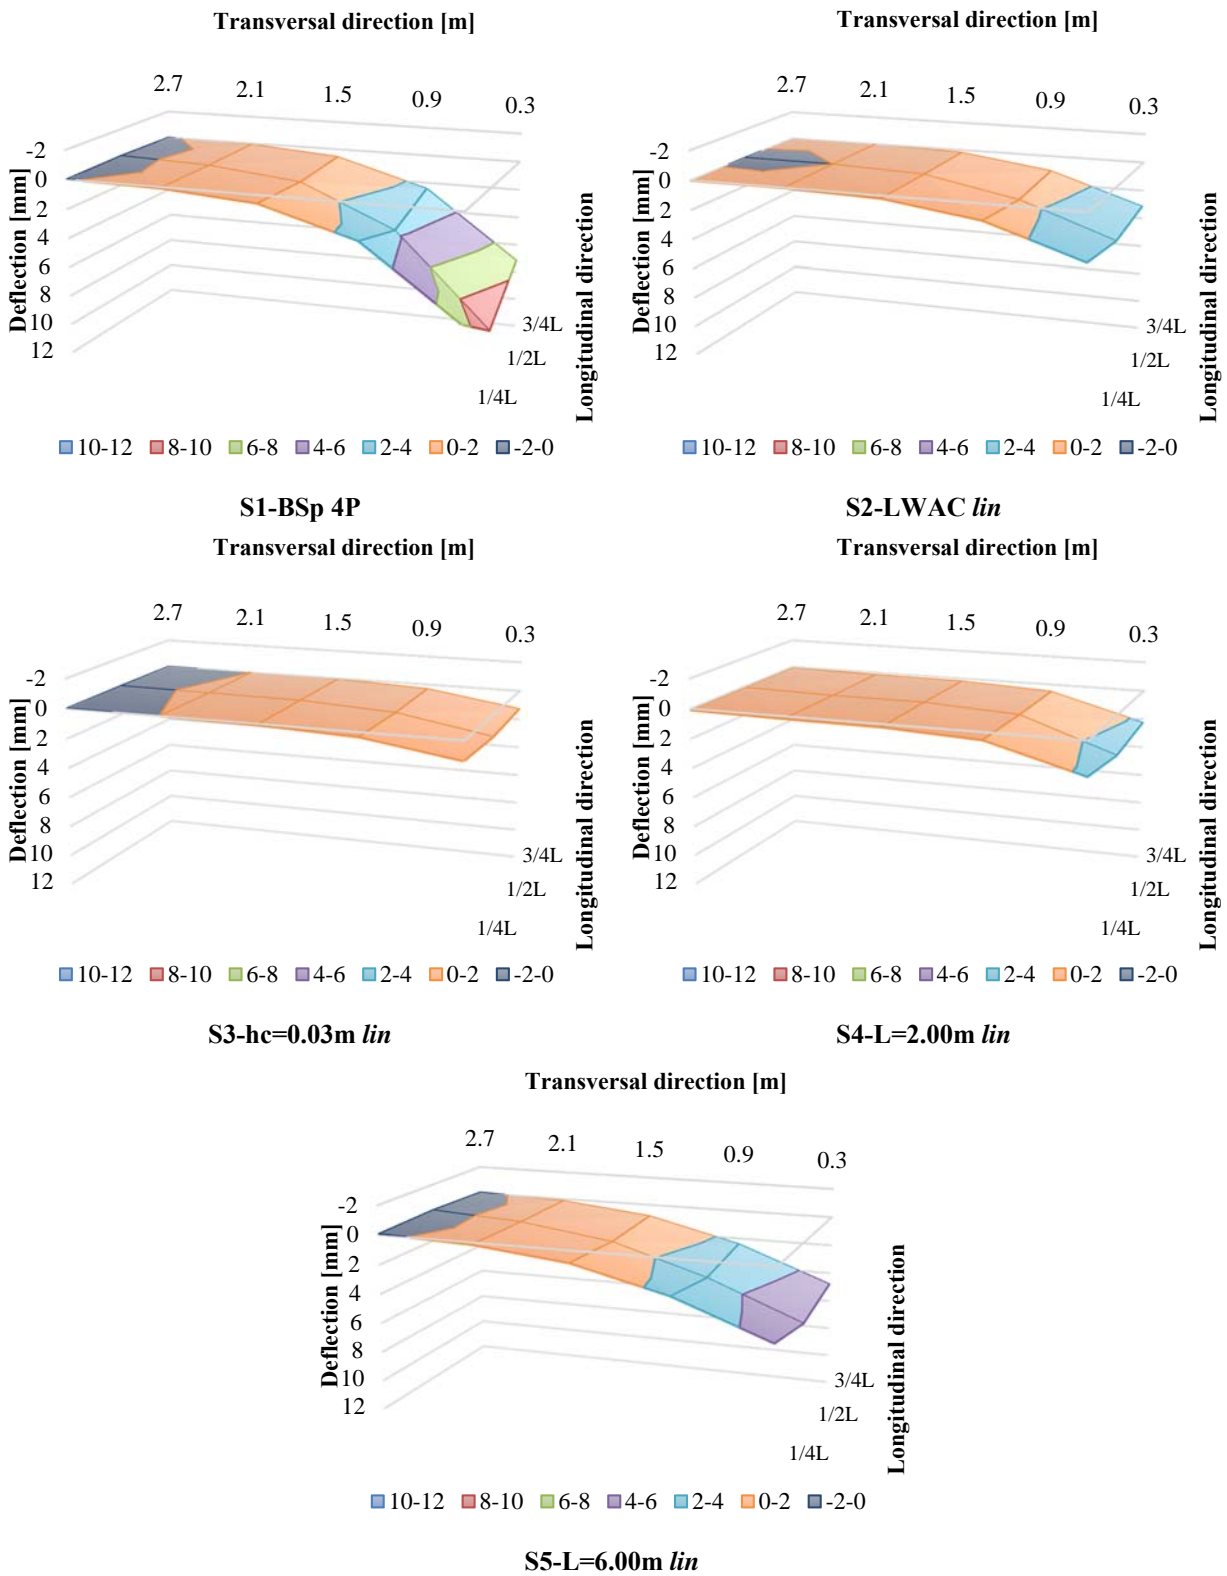 Transversal direction [m]
2.7 2.1 1.5 0.9 0.3
-2
0
2
4
6
8
10
12
Deflection [mm]
3/4L
1/2L
1/4L
Longitudinal direction
10-12 8-10 6-8 4-6 2-4 0-2 -2-0
S1-BSp 4P
Transversal direction [m]
2.7 2.1 1.5 0.9 0.3
-2
0
2
4
6
8
10
12
Deflection [mm]
3/4L
1/2L
1/4L
Longitudinal direction
10-12 8-10 6-8 4-6 2-4 0-2 -2-0
S2-LWAC lin
Transversal direction [m]
2.7 2.1 1.5 0.9 0.3
-2
0
2
4
6
8
10
12
Deflection [mm]
3/4L
1/2L
1/4L
Longitudinal direction
10-12 8-10 6-8 4-6 2-4 0-2 -2-0
S3-hc=0.03m lin
Transversal direction [m]
2.7 2.1 1.5 0.9 0.3
-2
0
2
4
6
8
10
12
Deflection [mm]
3/4L
1/2L
1/4L
Longitudinal direction
10-12 8-10 6-8 4-6 2-4 0-2 -2-0
S4-L=2.00m lin
Transversal direction [m]
2.7 2.1 1.5 0.9 0.3
-2
0
2
4
6
8
10
12
Deflection [mm]
3/4L
1/2L
1/4L
Longitudinal direction
10-12 8-10 6-8 4-6 2-4 0-2 -2-0
S5-L=6.00m lin